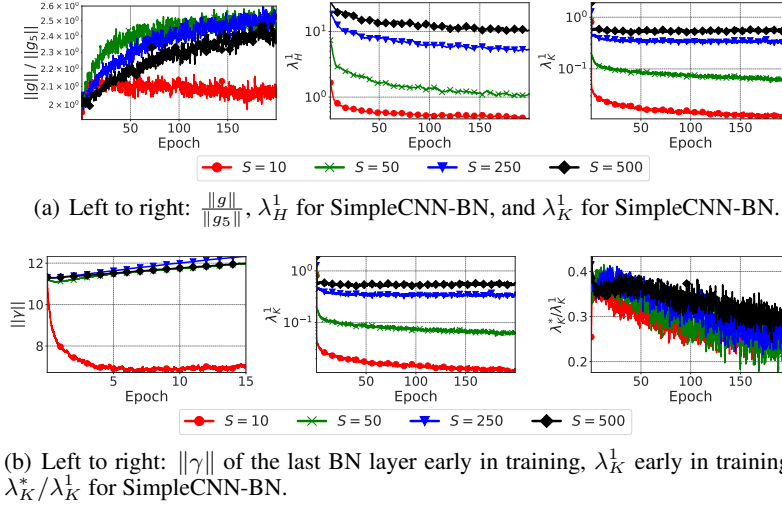 2.6 × 10⁰
2.5 × 10⁰
2.4 × 10⁰
2.3 × 10⁰
2.2 × 10⁰
2.1 × 10⁰
2 × 10⁰
||g|| / ||g₅||
50 100 150
Epoch
10¹
10⁰
λ¹_H
50 100 150
Epoch
10⁰
10⁻¹
λ¹_K
50 100 150
Epoch
S = 10 S = 50 S = 250 S = 500
(a) Left to right: ‖g‖/‖g₅‖, λ¹_H for SimpleCNN-BN, and λ¹_K for SimpleCNN-BN.
12
10
8
||γ||
5 10 15
Epoch
10⁰
10⁻¹
λ¹_K
50 100 150
Epoch
0.4
0.3
0.2
λ*_K/λ¹_K
50 100 150
Epoch
S = 10 S = 50 S = 250 S = 500
(b) Left to right: ‖γ‖ of the last BN layer early in training, λ¹_K early in training
λ*_K/λ¹_K for SimpleCNN-BN.